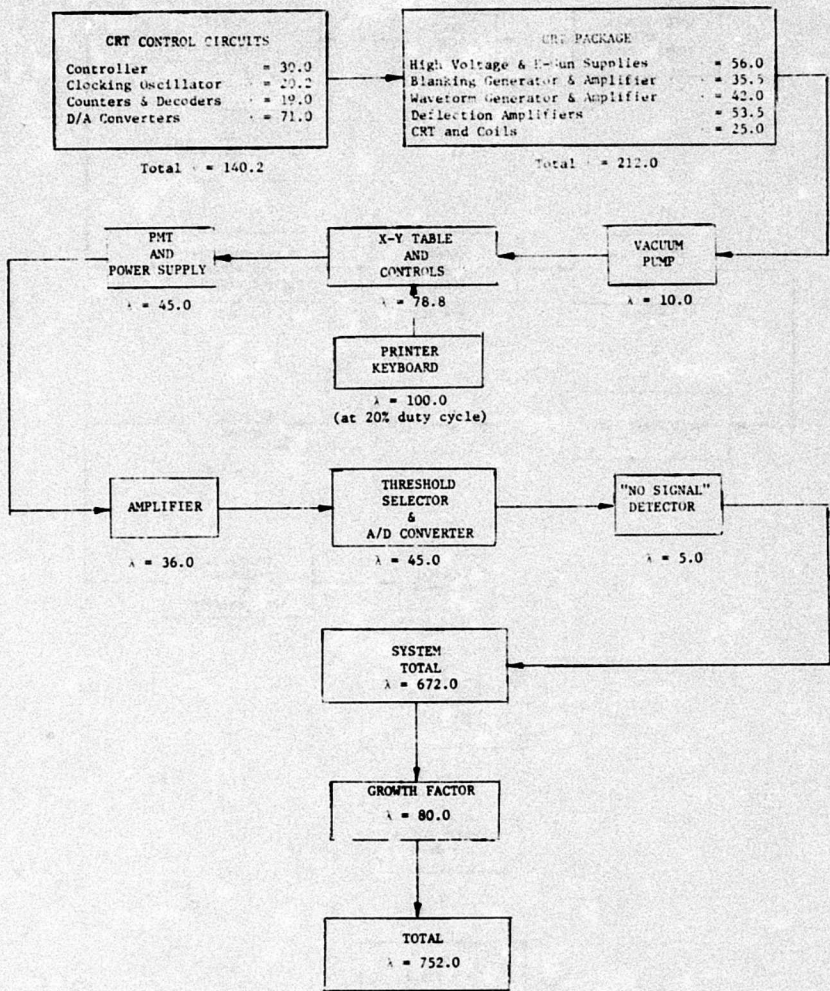 CRT CONTROL CIRCUITS
Controller λ = 30.0
Clocking Oscillator λ = 20.2
Counters & Decoders λ = 19.0
D/A Converters λ = 71.0
Total λ = 140.2
CRT PACKAGE
High Voltage & E-Gun Supplies λ = 56.0
Blanking Generator & Amplifier λ = 35.5
Waveform Generator & Amplifier λ = 42.0
Deflection Amplifiers λ = 53.5
CRT and Coils λ = 25.0
Total λ = 212.0
PMT
AND
POWER SUPPLY
λ = 45.0
X-Y TABLE
AND
CONTROLS
λ = 78.8
VACUUM
PUMP
λ = 10.0
PRINTER
KEYBOARD
λ = 100.0
(at 20% duty cycle)
AMPLIFIER
λ = 36.0
THRESHOLD
SELECTOR
&
A/D CONVERTER
λ = 45.0
"NO SIGNAL"
DETECTOR
λ = 5.0
SYSTEM
TOTAL
λ = 672.0
GROWTH FACTOR
λ = 80.0
TOTAL
λ = 752.0